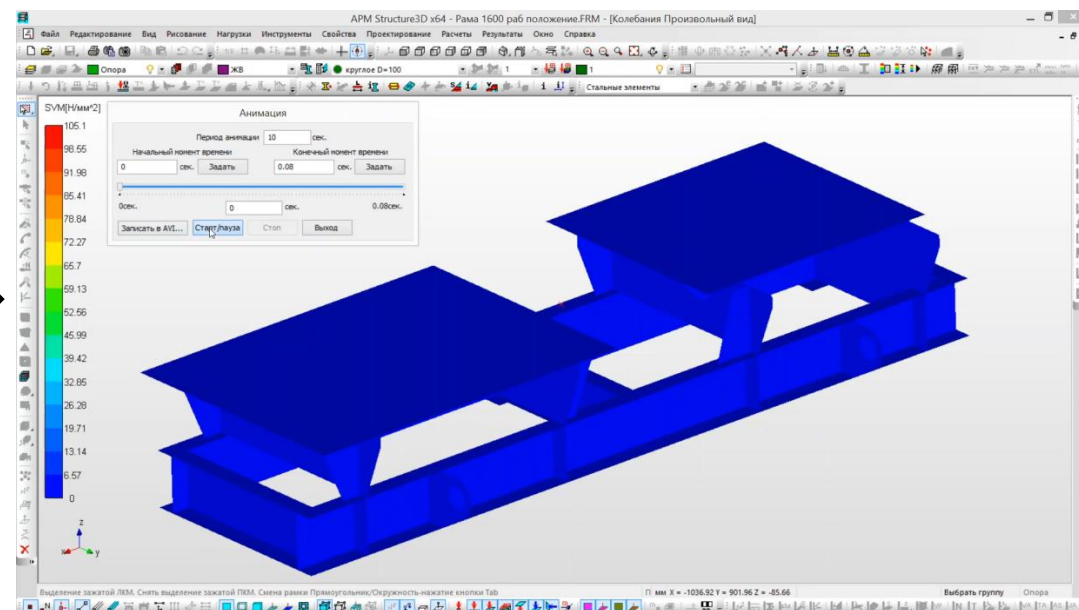 APM Structure3D x64 - Рама 1600 раб положение.FRM - [Колебания Произвольный вид]
Файл Редактирование Вид Рисование Нагрузки Инструменты Свойства Проектирование Расчеты Результаты Окно Справка
Опора ЖВ круглое D=100 1 1
Стальные элементы
SVM[Н/мм^2]
105.1
98.55
91.98
85.41
78.84
72.27
65.7
59.13
52.56
45.99
39.42
32.85
26.28
19.71
13.14
6.57
0
Анимация
Период анимации 10 сек.
Начальный момент времени Конечный момент времени
0 сек. Задать 0.08 сек. Задать
0сек. 0 сек. 0.08сек.
Записать в AVI... Старт/пауза Стоп Выход
z
x y
Выделение зажатой ЛКМ. Снять выделение зажатой ПКМ. Смена рамки Прямоугольник/Окружность-нажатие кнопки Tab П мм X = -1036.92 Y = 901.96 Z = -85.66 Выбрать группу Опора